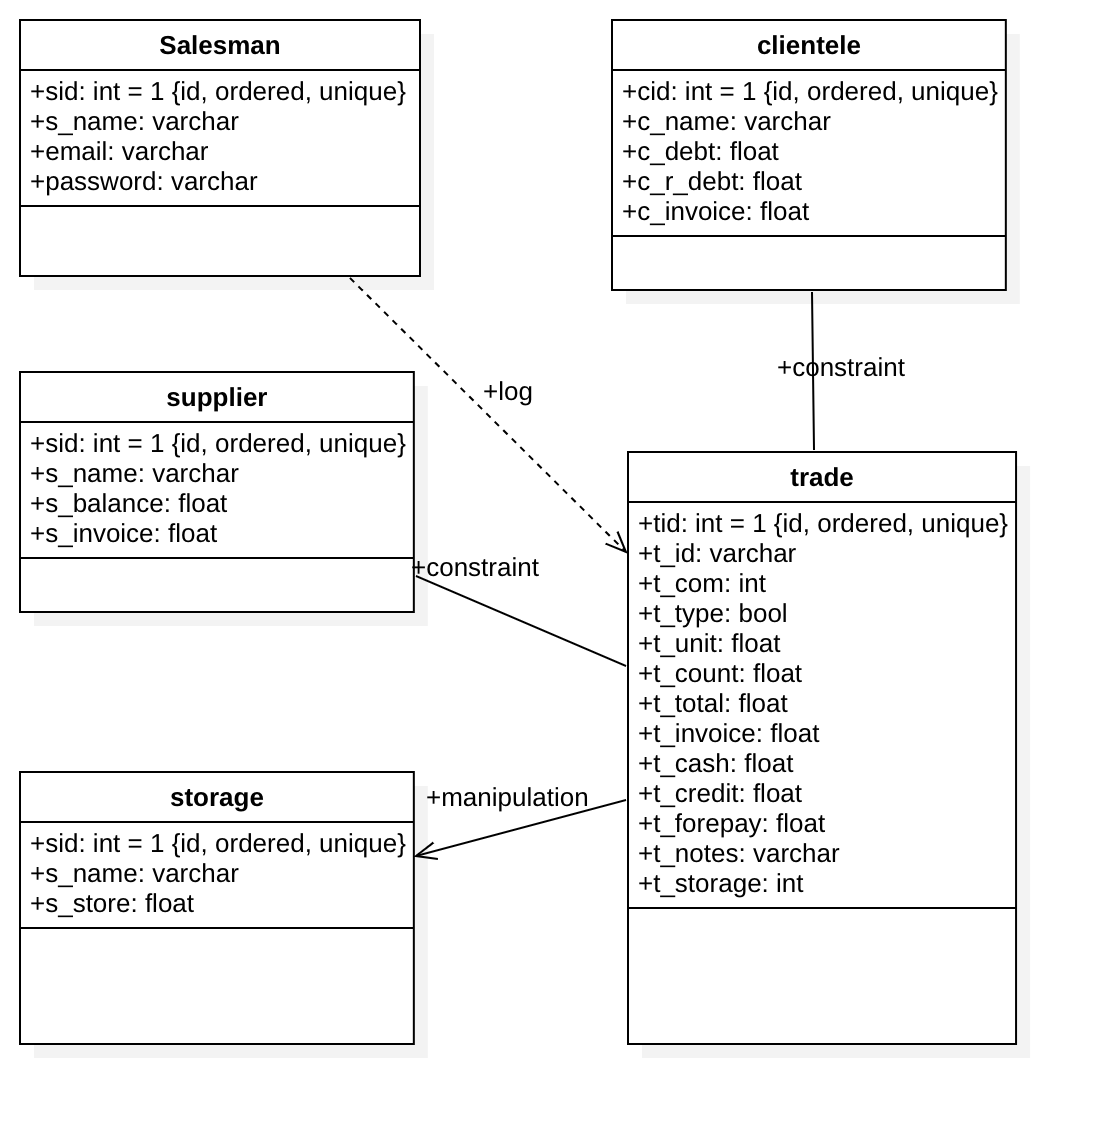 Salesman
+sid: int = 1 {id, ordered, unique}
+s_name: varchar
+email: varchar
+password: varchar
clientele
+cid: int = 1 {id, ordered, unique}
+c_name: varchar
+c_debt: float
+c_r_debt: float
+c_invoice: float
+constraint
+log
supplier
+sid: int = 1 {id, ordered, unique}
+s_name: varchar
+s_balance: float
+s_invoice: float
+constraint
trade
+tid: int = 1 {id, ordered, unique}
+t_id: varchar
+t_com: int
+t_type: bool
+t_unit: float
+t_count: float
+t_total: float
+t_invoice: float
+t_cash: float
+t_credit: float
+t_forepay: float
+t_notes: varchar
+t_storage: int
+manipulation
storage
+sid: int = 1 {id, ordered, unique}
+s_name: varchar
+s_store: float